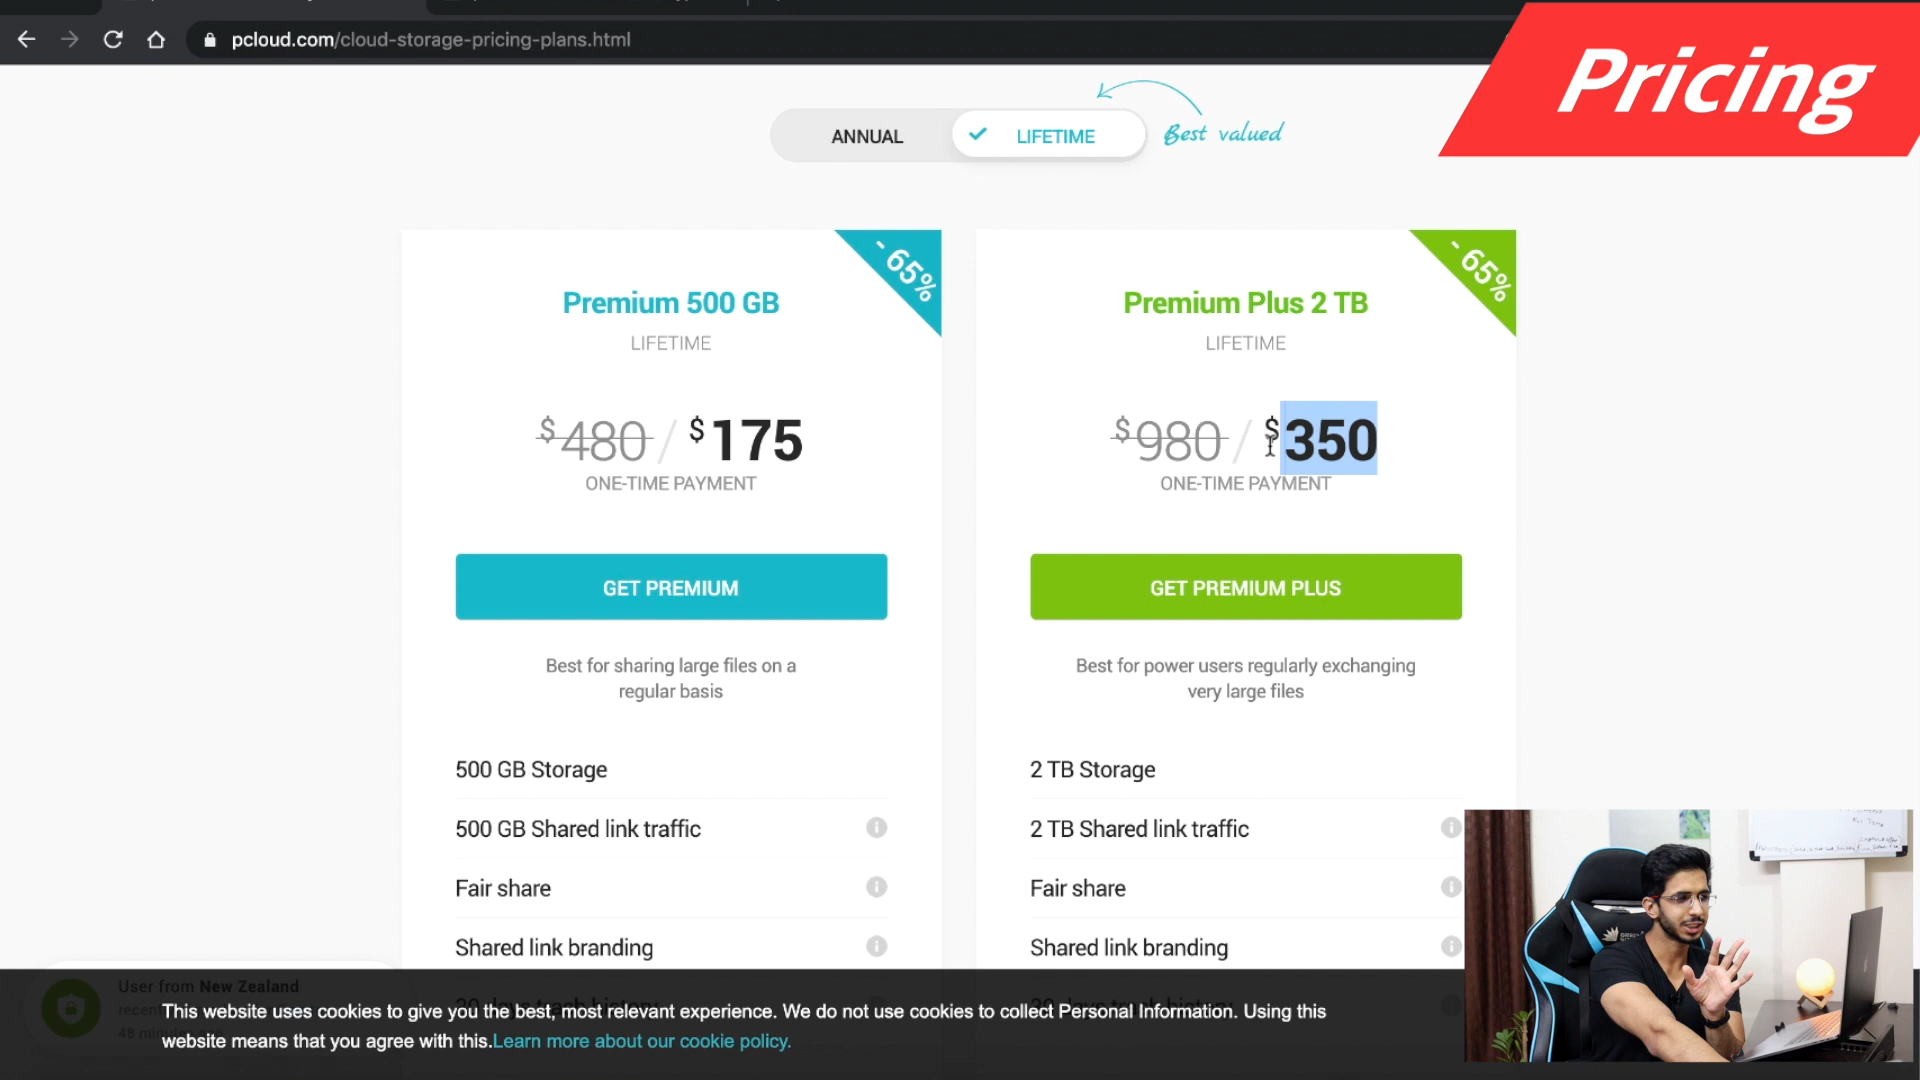 pcloud.com/cloud-storage-pricing-plans.html
Pricing
ANNUAL
LIFETIME
Best valued
- 65%
Premium 500 GB
LIFETIME
$480 / $175
ONE-TIME PAYMENT
GET PREMIUM
Best for sharing large files on a
regular basis
500 GB Storage
500 GB Shared link traffic
Fair share
Shared link branding
- 65%
Premium Plus 2 TB
LIFETIME
$980 / $350
ONE-TIME PAYMENT
GET PREMIUM PLUS
Best for power users regularly exchanging
very large files
2 TB Storage
2 TB Shared link traffic
Fair share
Shared link branding
User from New Zealand
This website uses cookies to give you the best, most relevant experience. We do not use cookies to collect Personal Information. Using this
website means that you agree with this.Learn more about our cookie policy.